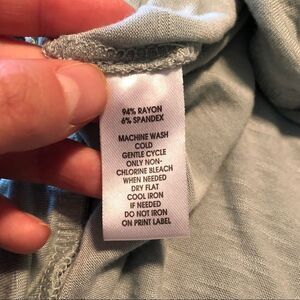 94% RAYON
6% SPANDEX
MACHINE WASH
COLD
GENTLE CYCLE
ONLY NON-
CHLORINE BLEACH
WHEN NEEDED
DRY FLAT
COOL IRON
IF NEEDED
DO NOT IRON
ON PRINT LABEL